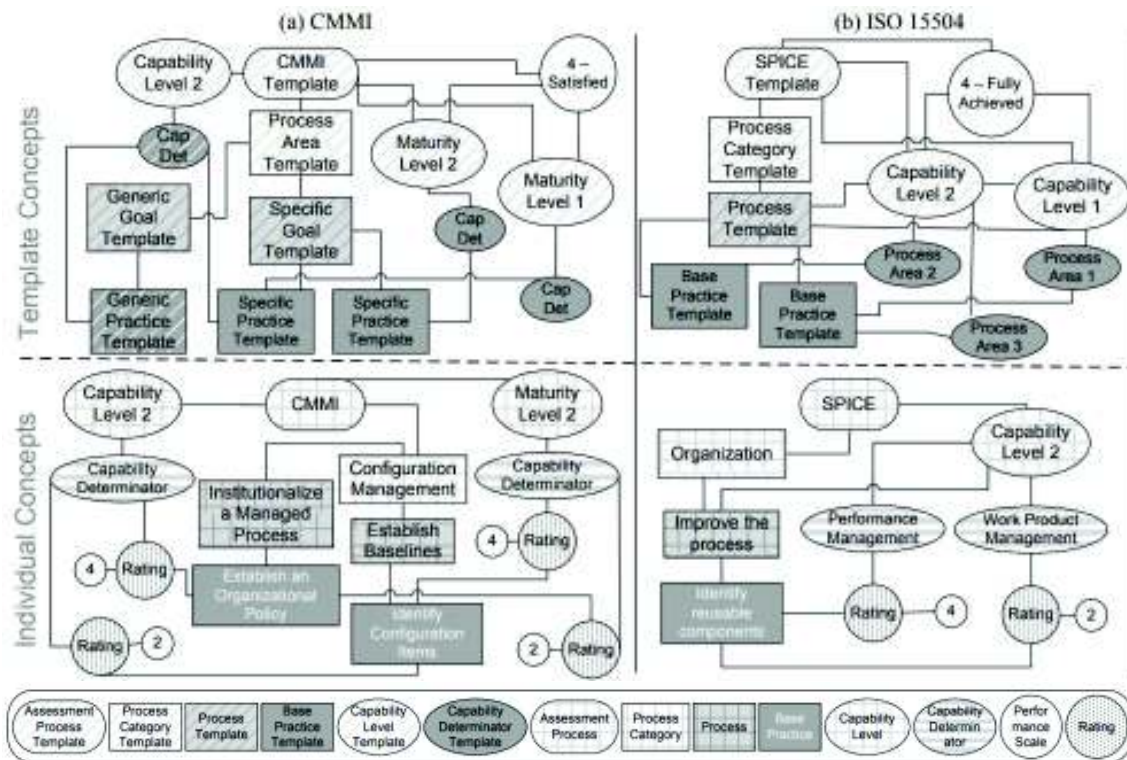 (a) CMMI
(b) ISO 15504
Template Concepts
Capability
Level 2
CMMI
Template
4 –
Satisfied
Cap
Det
Process
Area
Template
Maturity
Level 2
Generic
Goal
Template
Specific
Goal
Template
Cap
Det
Maturity
Level 1
Generic
Practice
Template
Specific
Practice
Template
Specific
Practice
Template
Cap
Det
SPICE
Template
4 – Fully
Achieved
Process
Category
Template
Capability
Level 2
Capability
Level 1
Process
Template
Process
Area 2
Process
Area 1
Base
Practice
Template
Base
Practice
Template
Process
Area 3
Individual Concepts
Capability
Level 2
CMMI
Maturity
Level 2
Capability
Determinator
Configuration
Management
Capability
Determinator
Institutionalize
a Managed
Process
Establish
Baselines
4
Rating
4
Rating
Establish an
Organizational
Policy
Identify
Configuration
Items
Rating
2
2
Rating
SPICE
Organization
Capability
Level 2
Improve the
process
Performance
Management
Work Product
Management
Identify
reusable
components
Rating
4
Rating
2
Assessment
Process
Template
Process
Category
Template
Process
Template
Base
Practice
Template
Capability
Level
Template
Capability
Determinator
Template
Assessment
Process
Process
Category
Process
Base
Practice
Capability
Level
Capability
Determin
ator
Perfor
mance
Scale
Rating